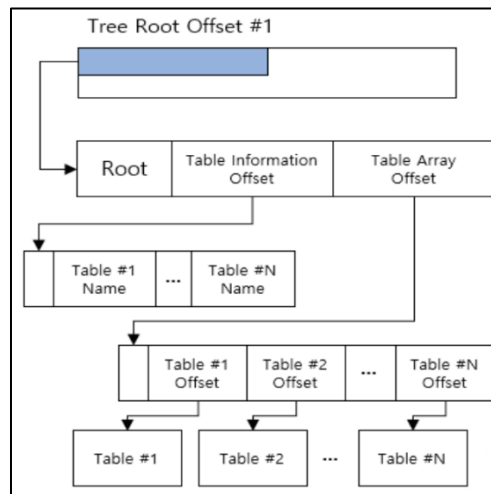 Tree Root Offset #1
Root
Table Information
Offset
Table Array
Offset
Table #1
Name
...
Table #N
Name
Table #1
Offset
Table #2
Offset
...
Table #N
Offset
Table #1
Table #2
...
Table #N